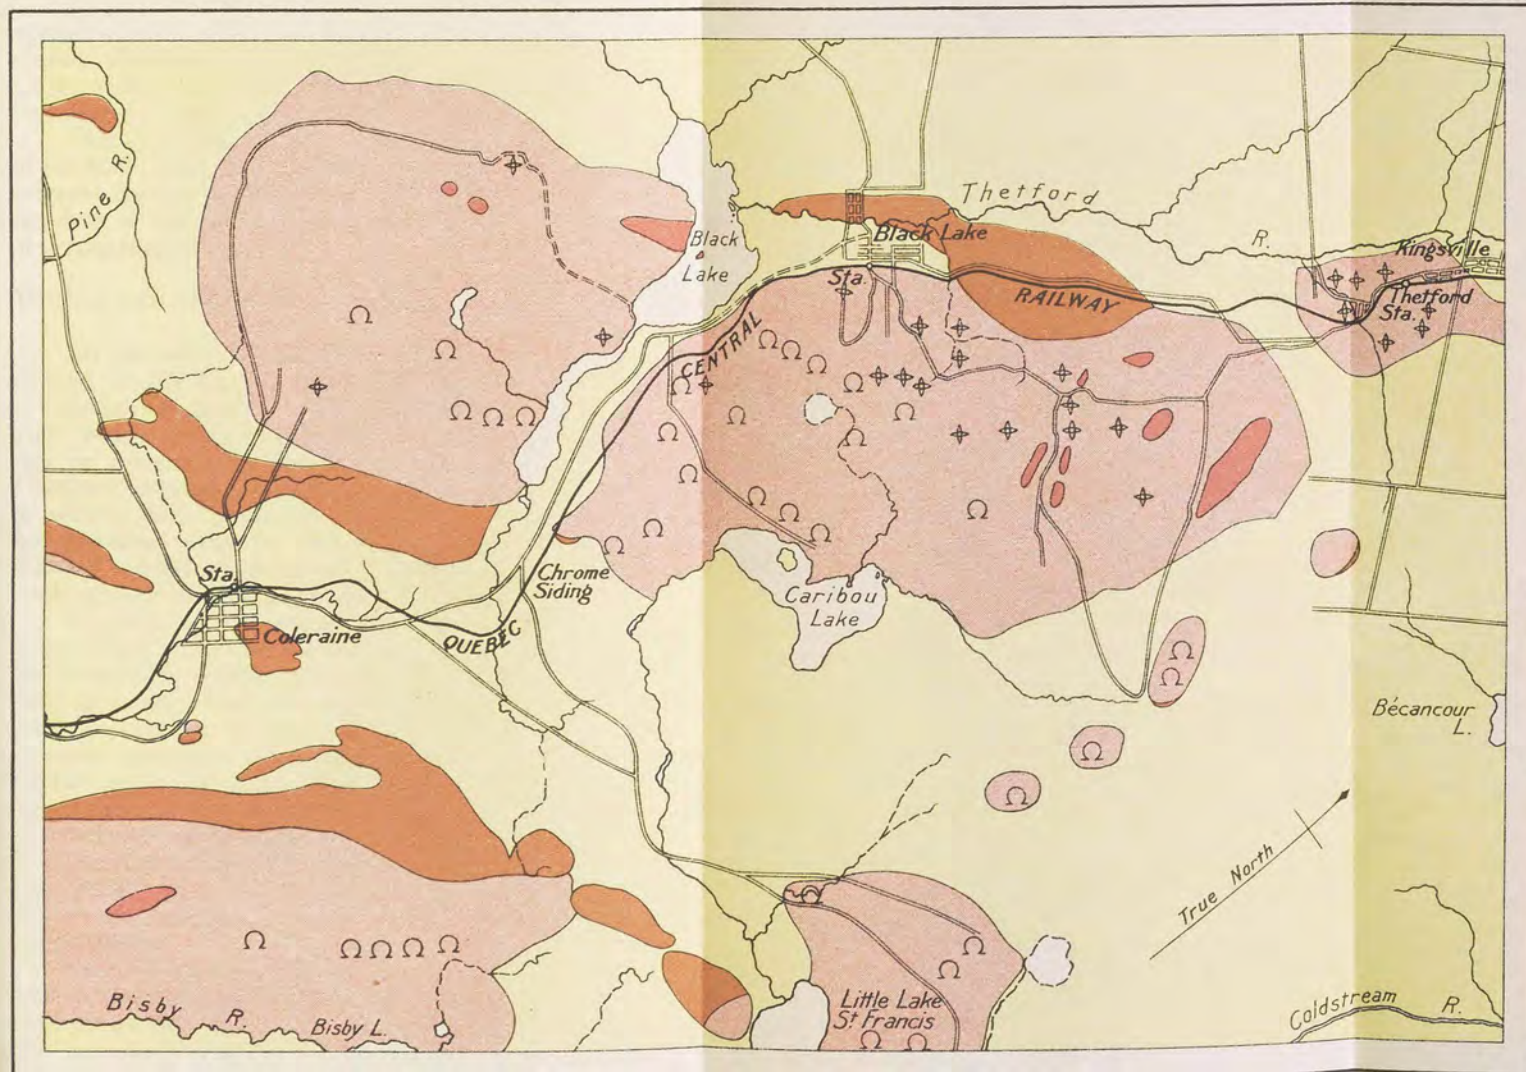 Pine R.
Thetford
R.
Black
Lake
Black Lake
Sta.
Kingsville
Thetford
Sta.
RAILWAY
CENTRAL
Chrome
Siding
Sta.
Coleraine
QUEBEC
Caribou
Lake
Bécancour
L.
True North
Bisby R.
Bisby L.
Little Lake
St Francis
Coldstream R.